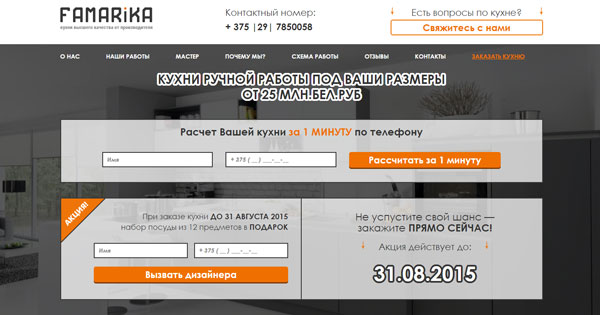 FAMARiKA
кухни высшего качества от производителя
Контактный номер:
+ 375 |29| 7850058
Есть вопросы по кухне?
Свяжитесь с нами
О НАС НАШИ РАБОТЫ МАСТЕР ПОЧЕМУ МЫ? СХЕМА РАБОТЫ ОТЗЫВЫ КОНТАКТЫ ЗАКАЗАТЬ КУХНЮ
КУХНИ РУЧНОЙ РАБОТЫ ПОД ВАШИ РАЗМЕРЫ
ОТ 25 МЛН.БЕЛ.РУБ
Расчет Вашей кухни за 1 МИНУТУ по телефону
Имя
+ 375 ( __ ) ___-__-__
Рассчитать за 1 минуту
АКЦИЯ!
При заказе кухни ДО 31 АВГУСТА 2015
набор посуды из 12 предметов в ПОДАРОК
Имя
+ 375 ( __ ) ___-__-__
Вызвать дизайнера
Не упустите свой шанс —
закажите ПРЯМО СЕЙЧАС!
Акция действует до:
31.08.2015